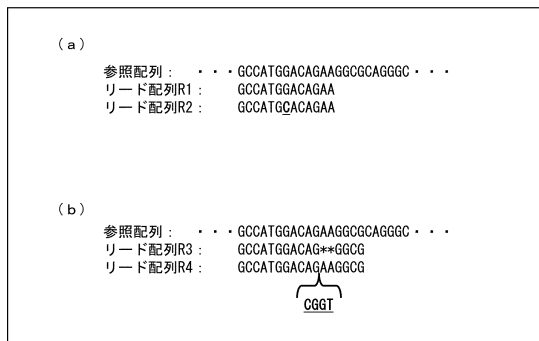 (a)
参照配列： ・・・GCCATGGACAGAAGGCGCAGGGC・・・
リード配列R1： GCCATGGACAGAA
リード配列R2： GCCATGCACAGAA
(b)
参照配列： ・・・GCCATGGACAGAAGGCGCAGGGC・・・
リード配列R3： GCCATGGACAG**GGCG
リード配列R4： GCCATGGACAGAAGGCG
CGGT